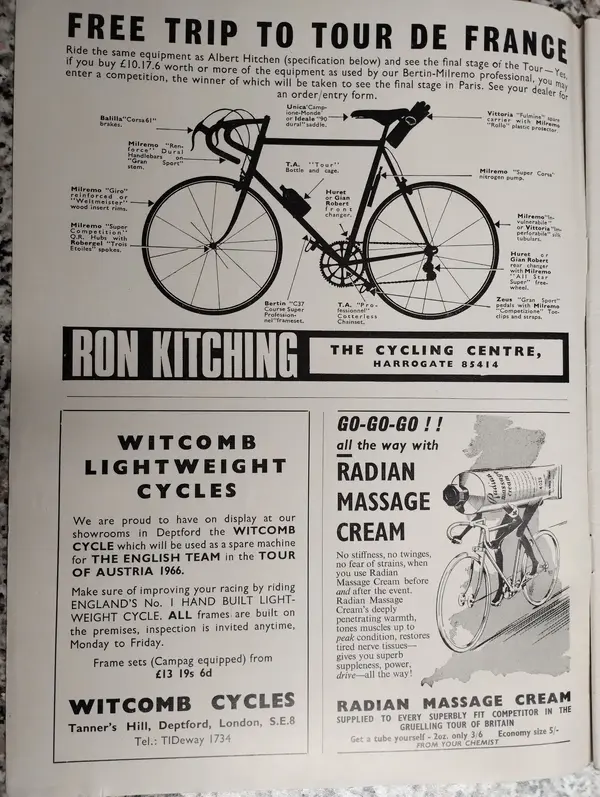 FREE TRIP TO TOUR DE FRANCE
Ride the same equipment as Albert Hitchen (specification below) and see the final stage of the Tour—Yes,
if you buy £10.17.6 worth or more of the equipment as used by our Bertin-Milremo professional, you may
enter a competition, the winner of which will be taken to see the final stage in Paris. See your dealer for
an order/entry form.
Balilla "Corsa 61"
brakes.
Unica "Camp-
ione-Monde"
or Ideale "90
dural" saddle.
Vittoria "Fulmine" spare
carrier with Milremo
"Rollo" plastic protector.
Milremo "Ren-
force" Dural
Handlebars on
"Gran Sport"
stem.
T.A. "Tour"
Bottle and cage.
Milremo "Super Corsa"
nitrogen pump.
Milremo "Giro"
reinforced or
"Weltmeister"
wood insert rims.
Huret
or Gian
Robert
front
changer.
Milremo "In-
vulnerable"
or Vittoria "Im-
perforabile" silk
tubulars.
Milremo "Super
Competition"
Q.R. Hubs with
Robergel "Trois
Etoiles" spokes.
Huret or
Gian Robert
rear changer
with Milremo
"All Star
Super" free-
wheel.
Bertin "C37
Course Super
Profession-
nel" frameset.
T.A. "Pro-
fessionnel"
Cotterless
Chainset.
Zeus "Gran Sport"
pedals with Milremo
"Competizione" Toe-
clips and straps.
RON KITCHING
THE CYCLING CENTRE,
HARROGATE 85414
WITCOMB
LIGHTWEIGHT
CYCLES
We are proud to have on display at our
showrooms in Deptford the WITCOMB
CYCLE which will be used as a spare machine
for THE ENGLISH TEAM in the TOUR
OF AUSTRIA 1966.
Make sure of improving your racing by riding
ENGLAND'S No. 1 HAND BUILT LIGHT-
WEIGHT CYCLE. ALL frames are built on
the premises, inspection is invited anytime,
Monday to Friday.
Frame sets (Campag equipped) from
£13 19s 6d
WITCOMB CYCLES
Tanner's Hill, Deptford, London, S.E.8
Tel.: TIDeway 1734
GO-GO-GO !!
all the way with
RADIAN
MASSAGE
CREAM
Radian
massage
cream
No stiffness, no twinges,
no fear of strains, when
you use Radian
Massage Cream before
and after the event.
Radian Massage
Cream's deeply
penetrating warmth,
tones muscles up to
peak condition, restores
tired nerve tissues—
gives you superb
suppleness, power,
drive—all the way!
RADIAN MASSAGE CREAM
SUPPLIED TO EVERY SUPERBLY FIT COMPETITOR IN THE
GRUELLING TOUR OF BRITAIN
Get a tube yourself - 2oz. only 3/6 Economy size 5/-
FROM YOUR CHEMIST